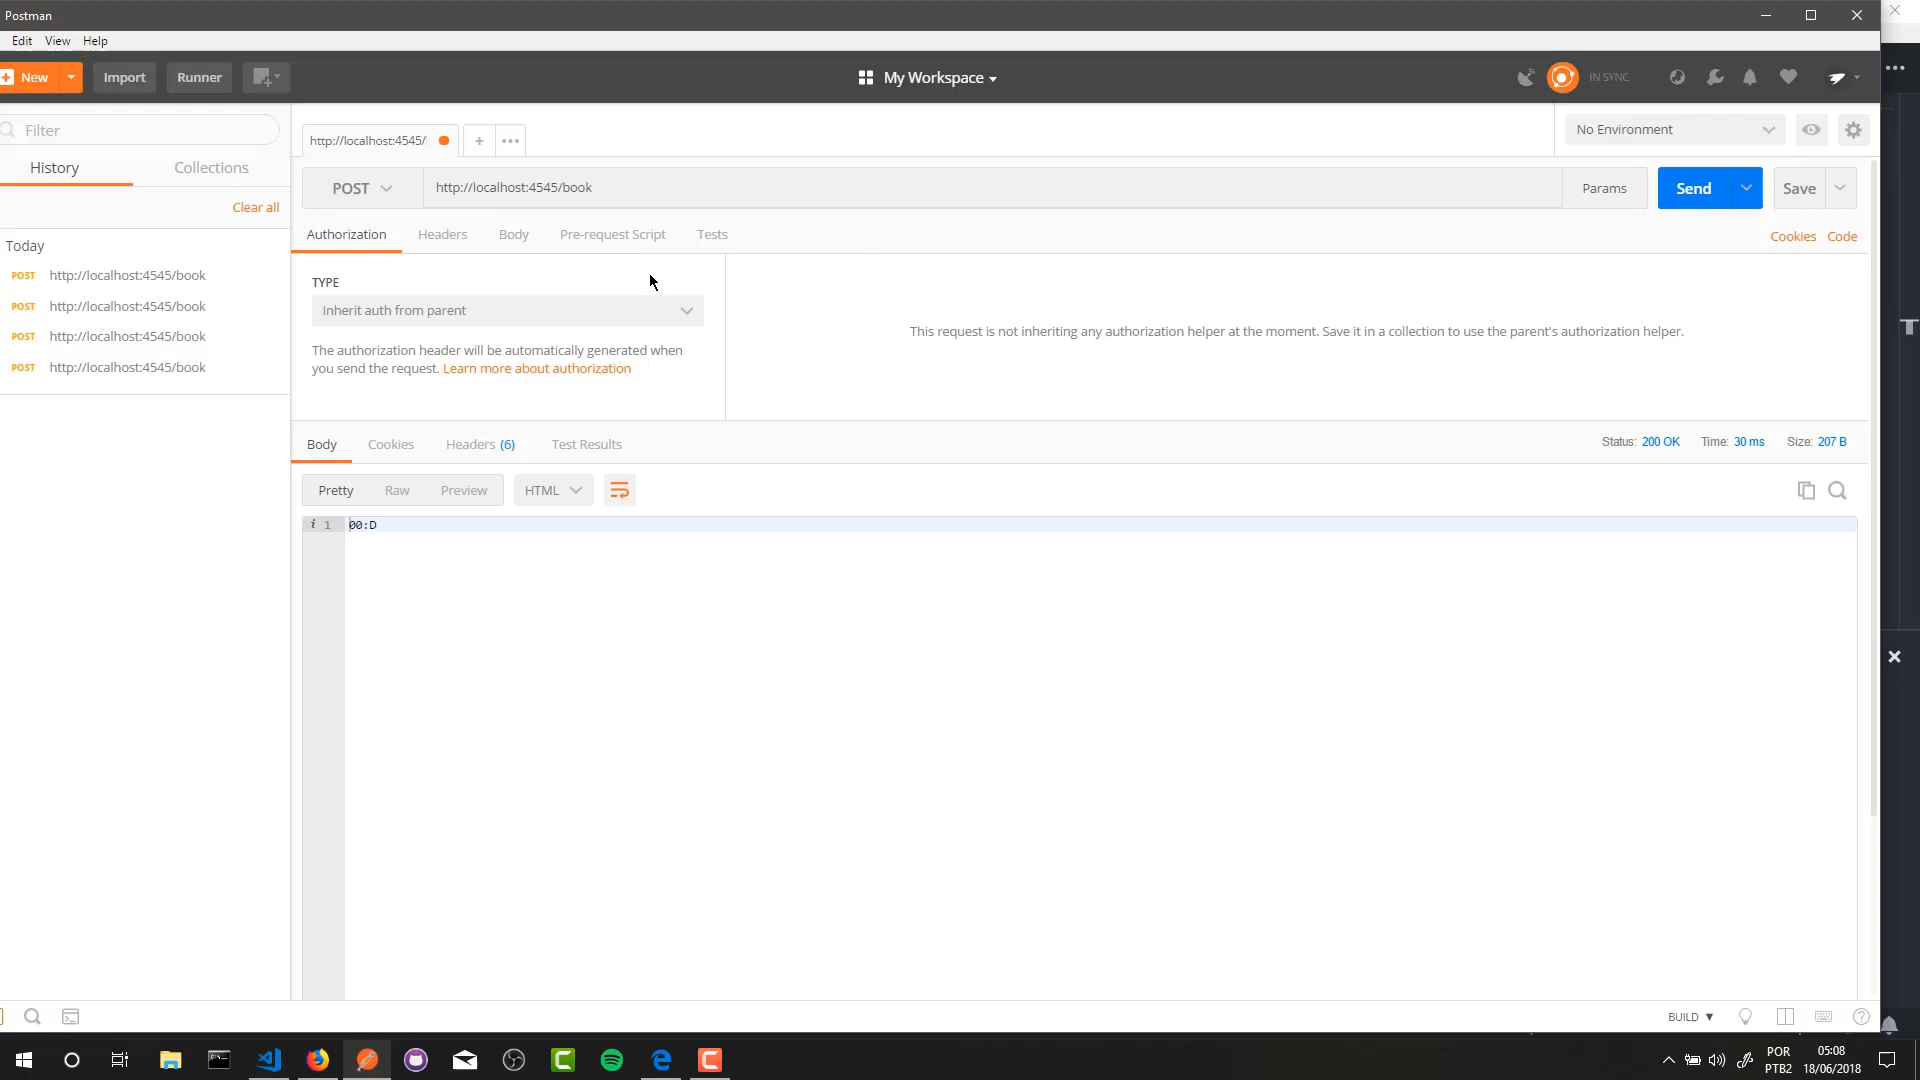 Postman
Edit View Help
New Import Runner My Workspace IN SYNC
Filter
History Collections
Clear all
Today
POST http://localhost:4545/book
POST http://localhost:4545/book
POST http://localhost:4545/book
POST http://localhost:4545/book
http://localhost:4545/ + ••• No Environment
POST http://localhost:4545/book Params Send Save
Authorization Headers Body Pre-request Script Tests Cookies Code
TYPE
Inherit auth from parent
The authorization header will be automatically generated when
you send the request. Learn more about authorization
This request is not inheriting any authorization helper at the moment. Save it in a collection to use the parent's authorization helper.
Body Cookies Headers (6) Test Results Status: 200 OK Time: 30 ms Size: 207 B
Pretty Raw Preview HTML
i 1 00:D
BUILD
POR 05:08
PTB2 18/06/2018